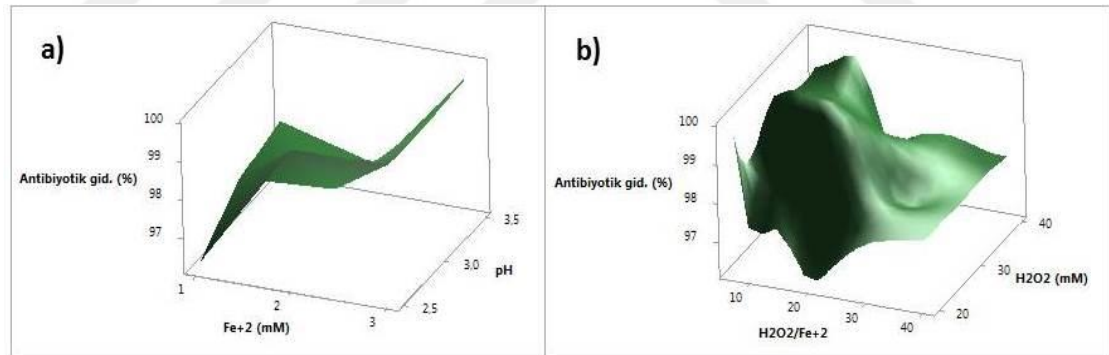 a)
100
99
98
97
Antibiyotik gid. (%)
1
2
3
Fe+2 (mM)
2,5
3,0
3,5
pH
b)
100
99
98
97
Antibiyotik gid. (%)
10
20
30
40
H2O2/Fe+2
20
30
40
H2O2 (mM)